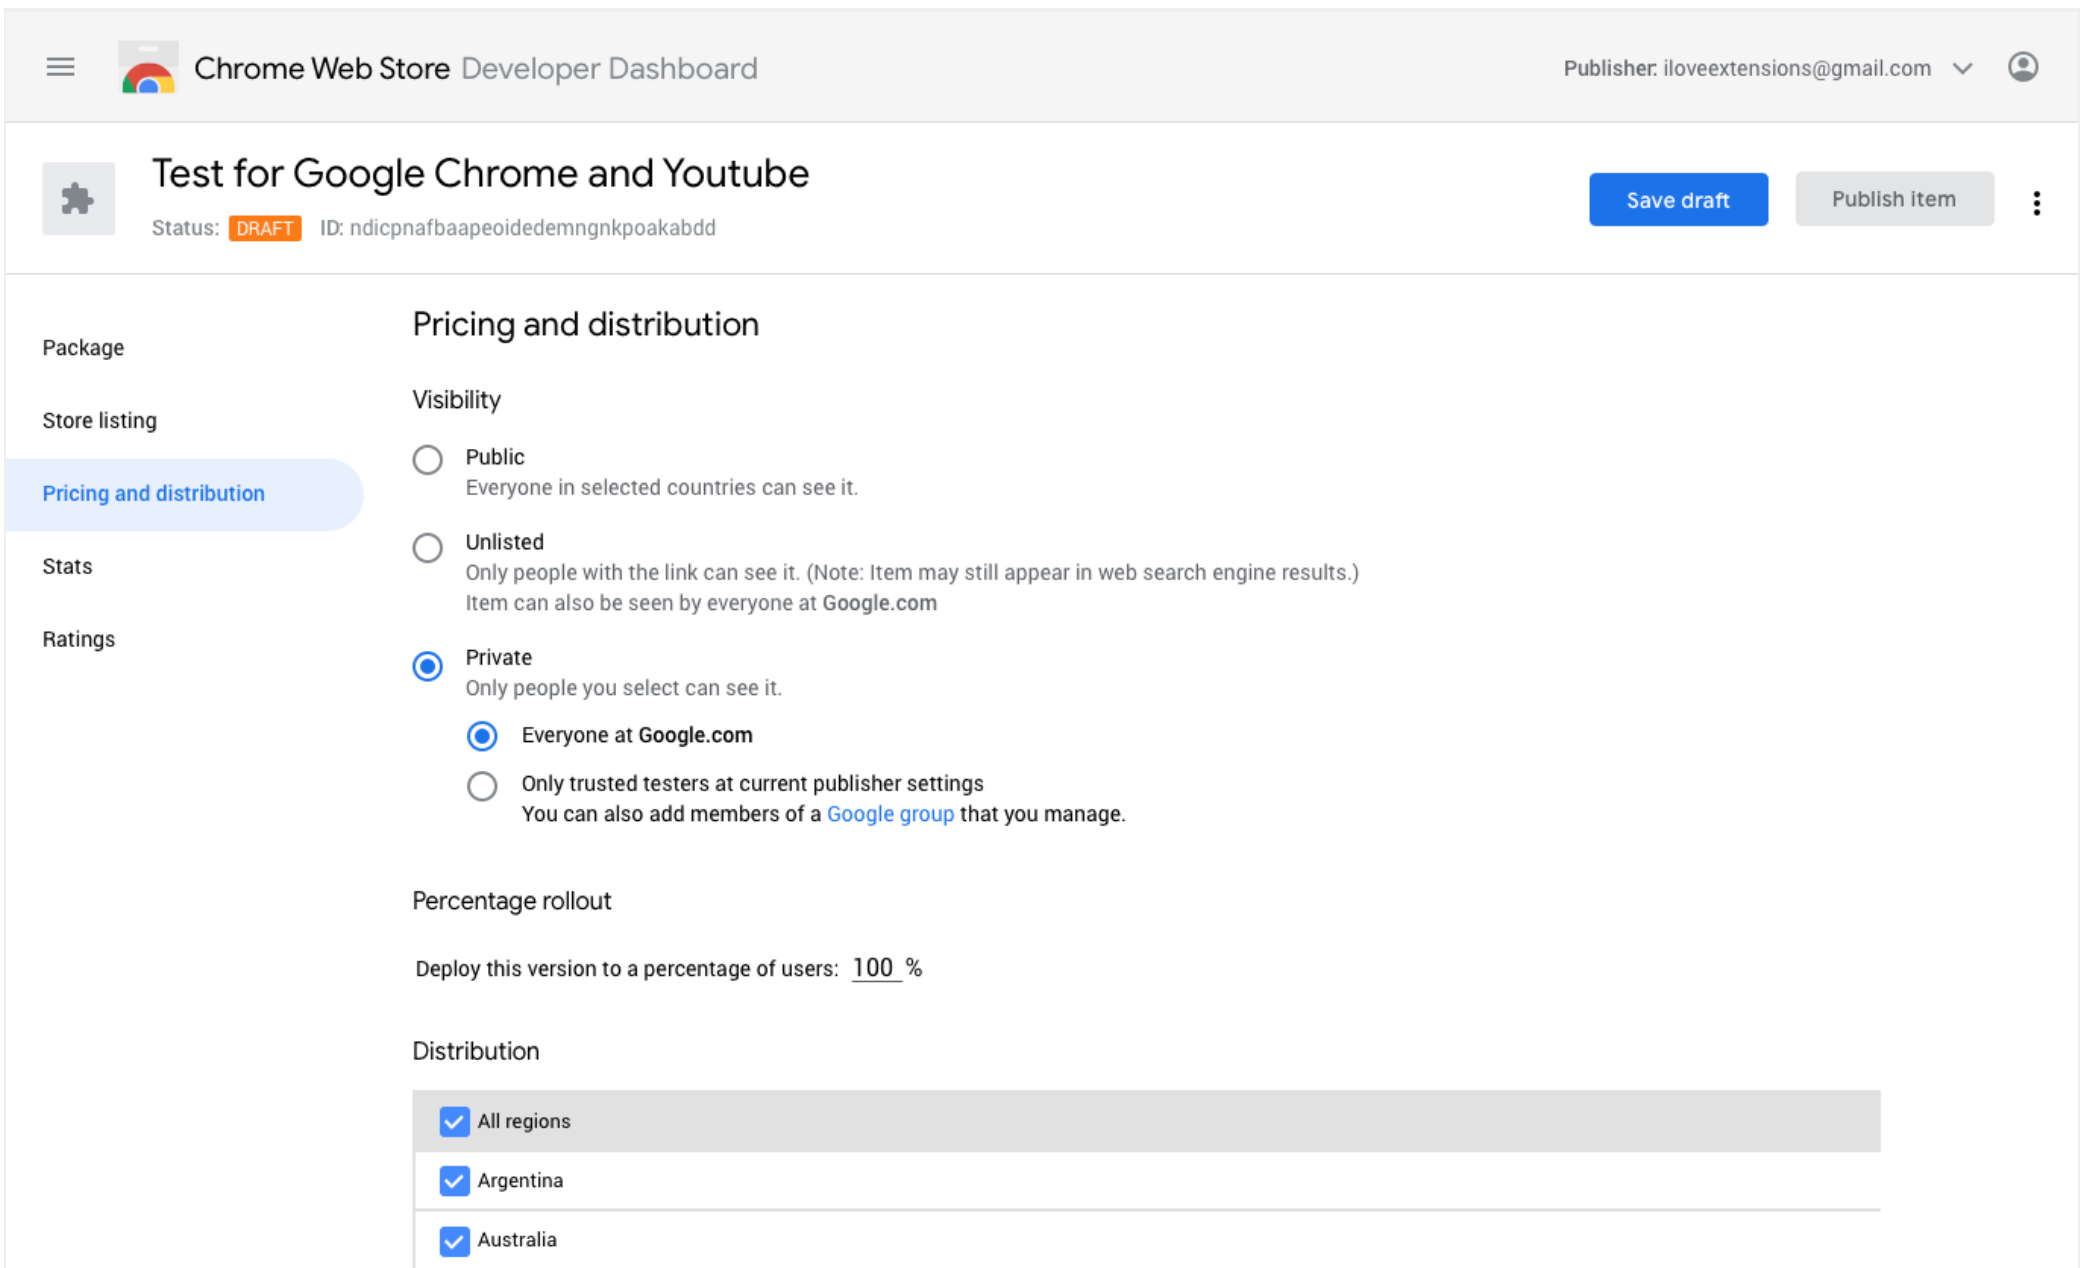 Chrome Web Store Developer Dashboard
Publisher: iloveextensions@gmail.com
Test for Google Chrome and Youtube
Status: DRAFT ID: ndicpnafbaapeoidedemngnkpoakabdd
Save draft
Publish item
Package
Store listing
Pricing and distribution
Stats
Ratings
Pricing and distribution
Visibility
Public
Everyone in selected countries can see it.
Unlisted
Only people with the link can see it. (Note: Item may still appear in web search engine results.)
Item can also be seen by everyone at Google.com
Private
Only people you select can see it.
Everyone at Google.com
Only trusted testers at current publisher settings
You can also add members of a Google group that you manage.
Percentage rollout
Deploy this version to a percentage of users: 100 %
Distribution
All regions
Argentina
Australia